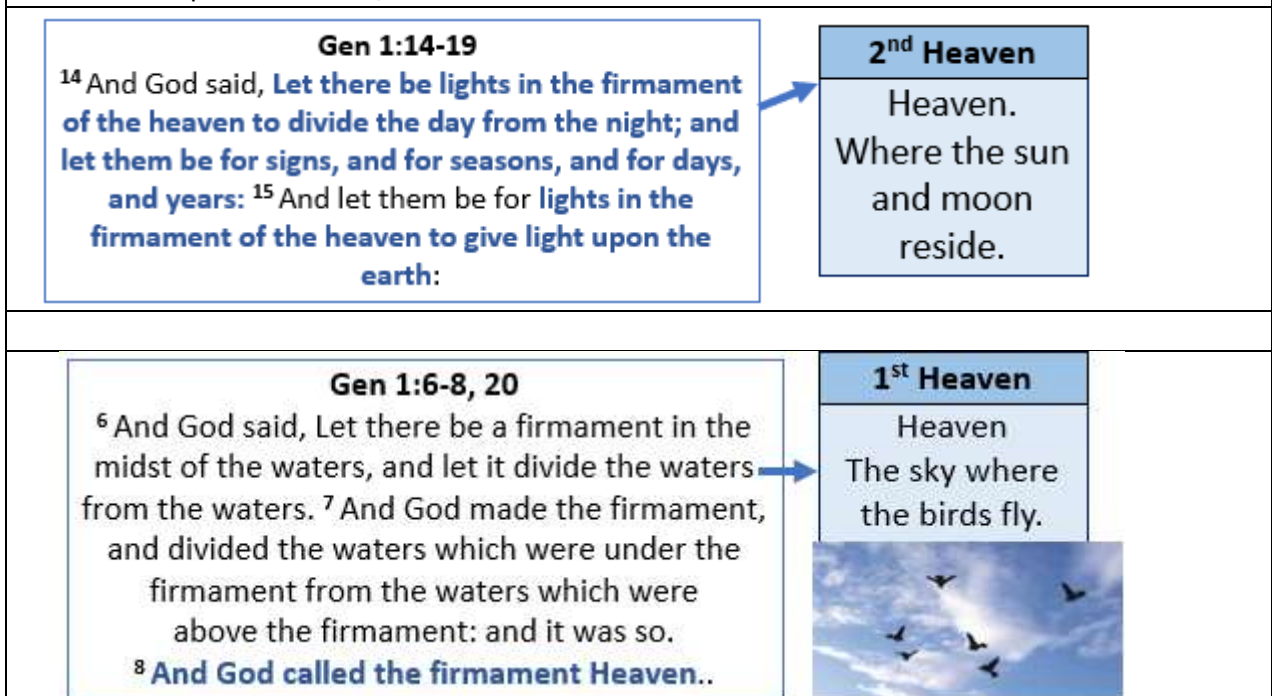 Gen 1:14-19
14 And God said, Let there be lights in the firmament
of the heaven to divide the day from the night; and
let them be for signs, and for seasons, and for days,
and years: 15 And let them be for lights in the
firmament of the heaven to give light upon the
earth:
2nd Heaven
Heaven.
Where the sun
and moon
reside.
Gen 1:6-8, 20
6 And God said, Let there be a firmament in the
midst of the waters, and let it divide the waters
from the waters. 7 And God made the firmament,
and divided the waters which were under the
firmament from the waters which were
above the firmament: and it was so.
8 And God called the firmament Heaven..
1st Heaven
Heaven
The sky where
the birds fly.